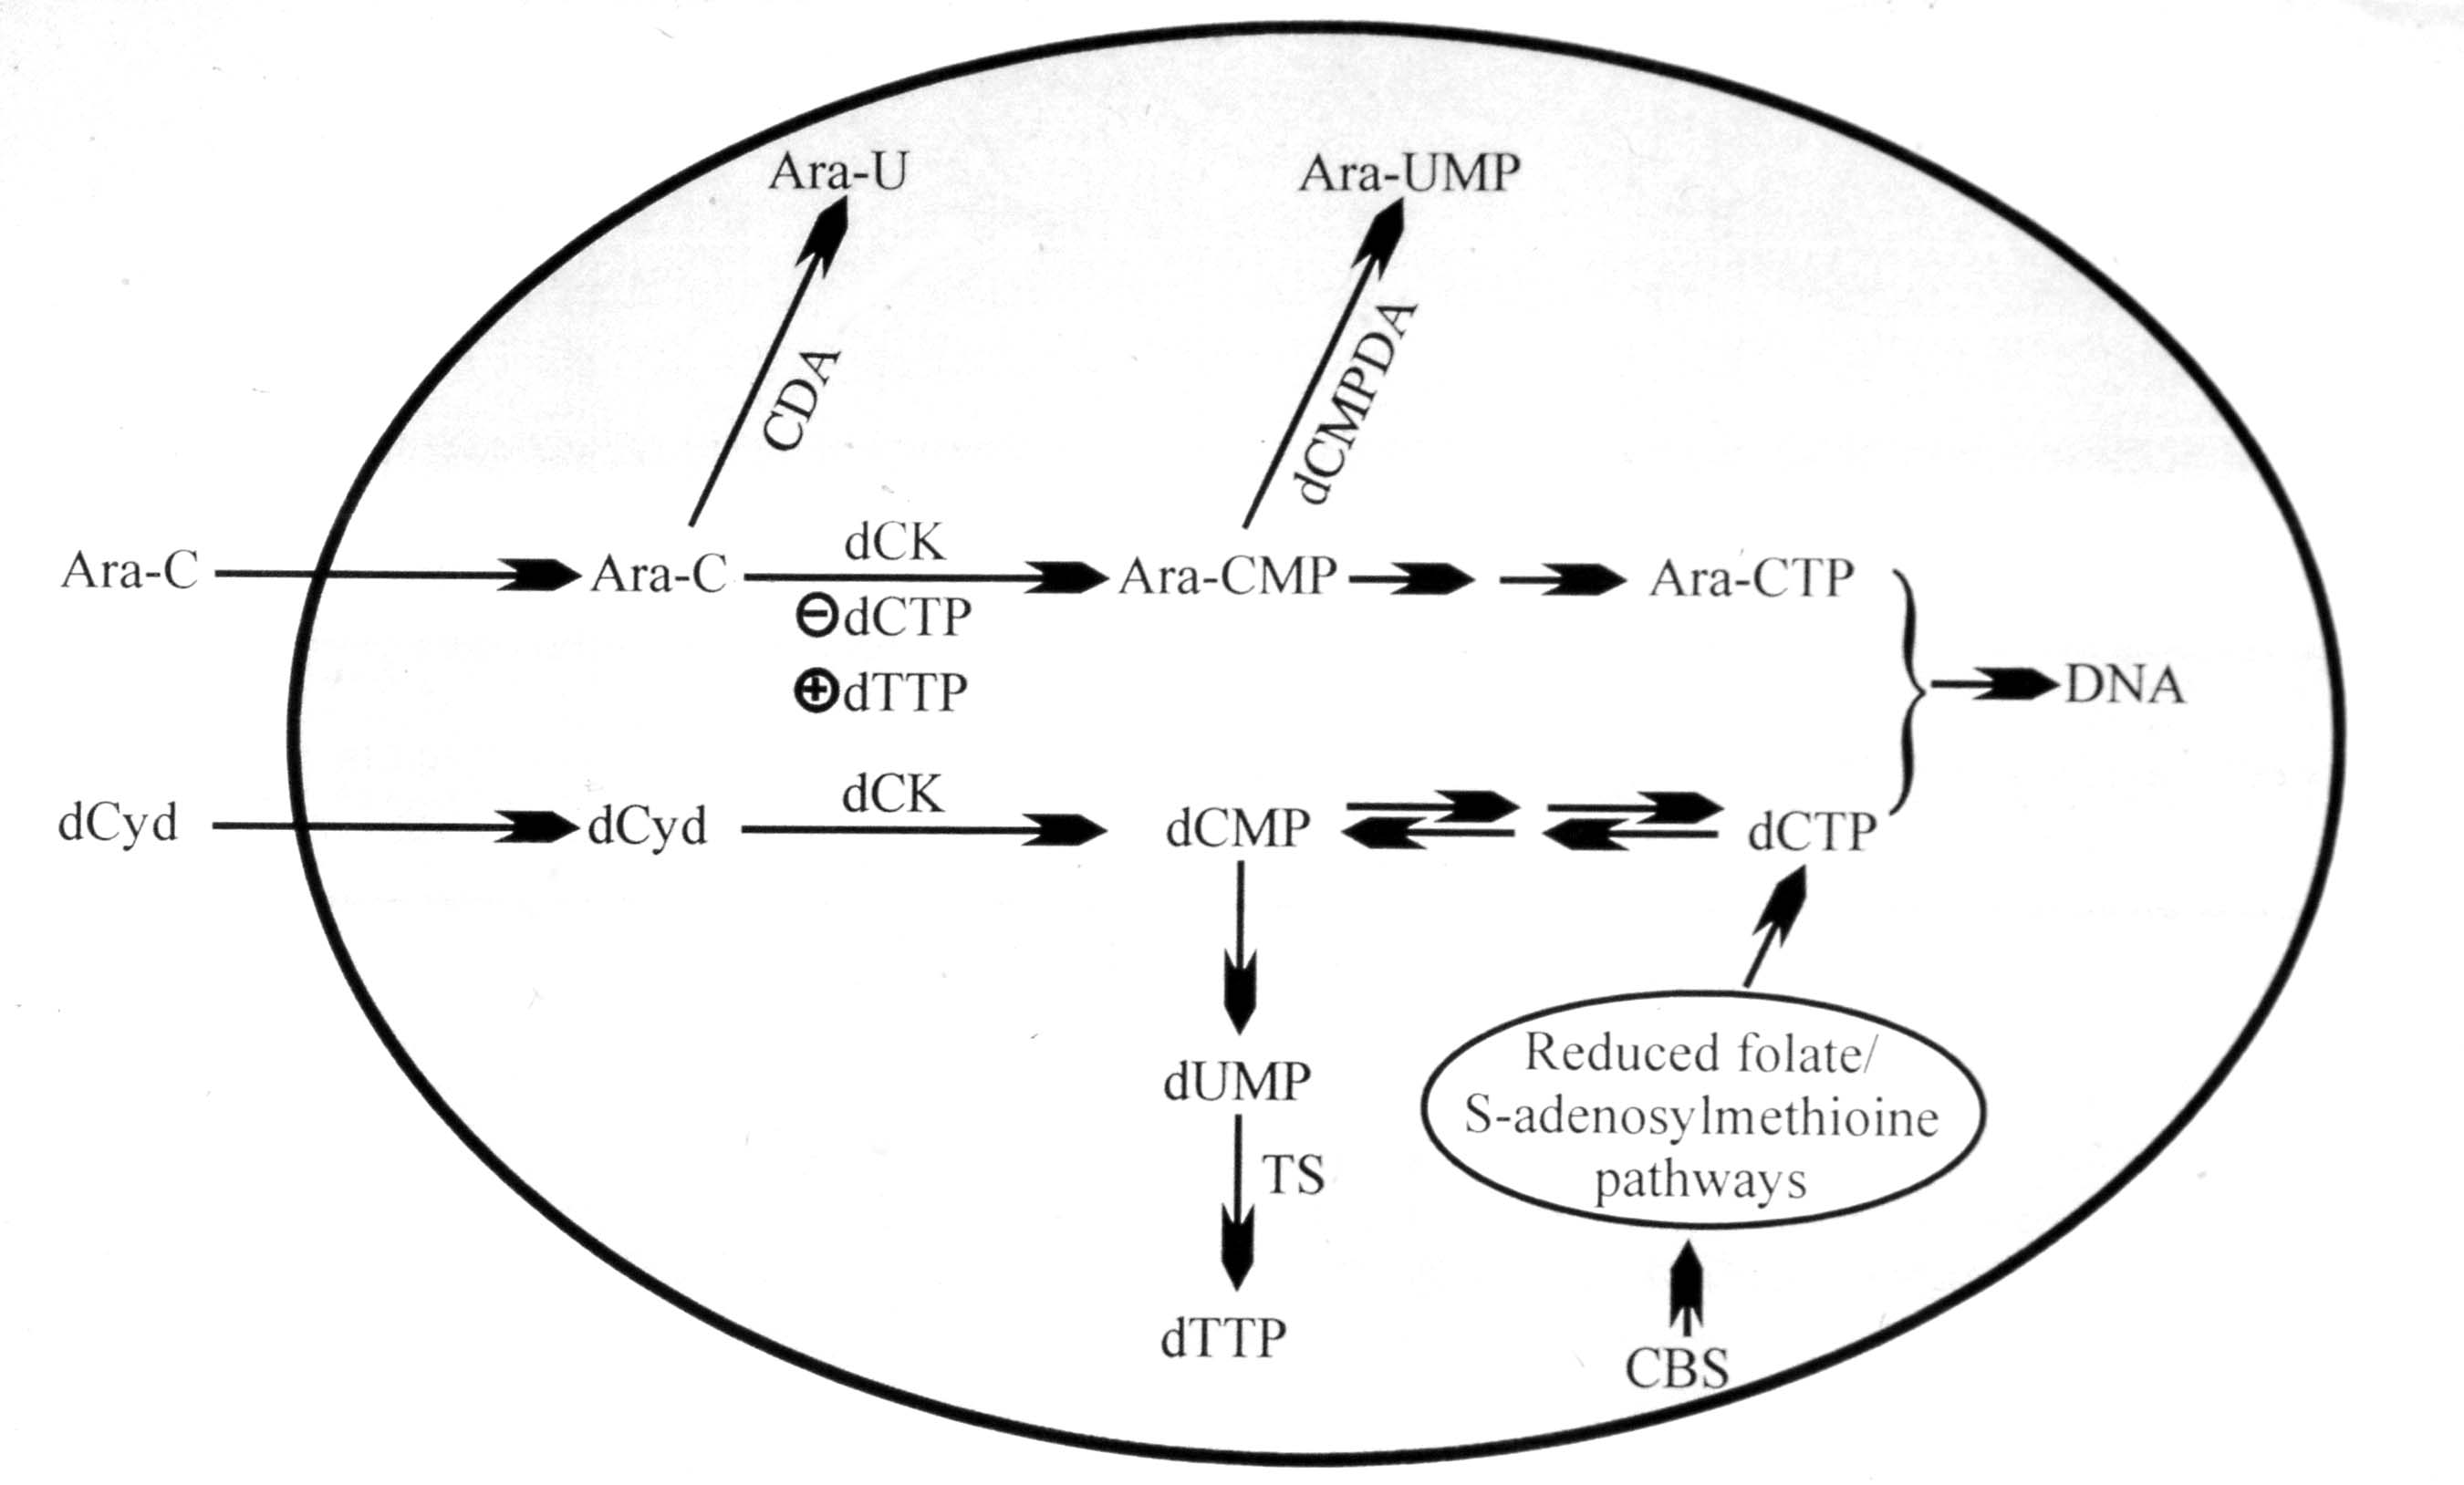 Ara-U
Ara-UMP
CDA
dCMPDA
Ara-C
Ara-C
dCK
⊖dCTP
⊕dTTP
Ara-CMP
Ara-CTP
DNA
dCyd
dCyd
dCK
dCMP
dCTP
dUMP
TS
dTTP
Reduced folate/
S-adenosylmethioine
pathways
CBS